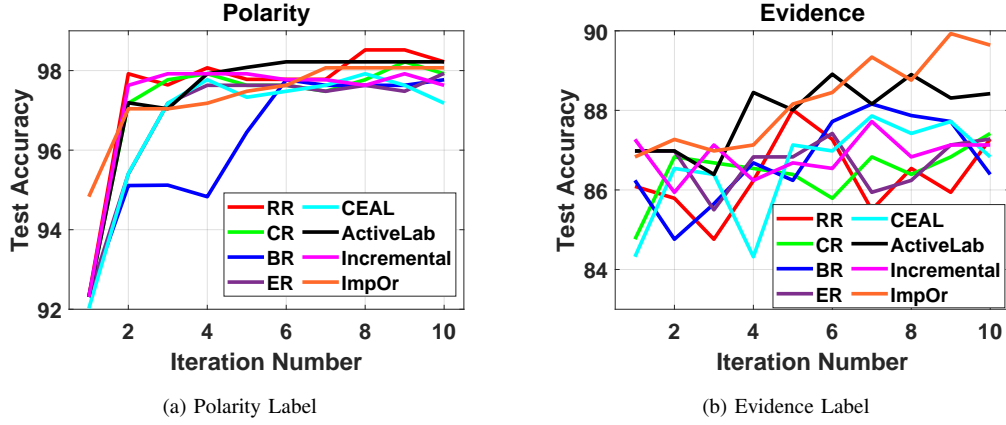 Polarity
98
96
94
92
Test Accuracy
RR
CR
BR
ER
CEAL
ActiveLab
Incremental
ImpOr
2 4 6 8 10
Iteration Number
(a) Polarity Label
Evidence
90
88
86
84
Test Accuracy
RR
CR
BR
ER
CEAL
ActiveLab
Incremental
ImpOr
2 4 6 8 10
Iteration Number
(b) Evidence Label